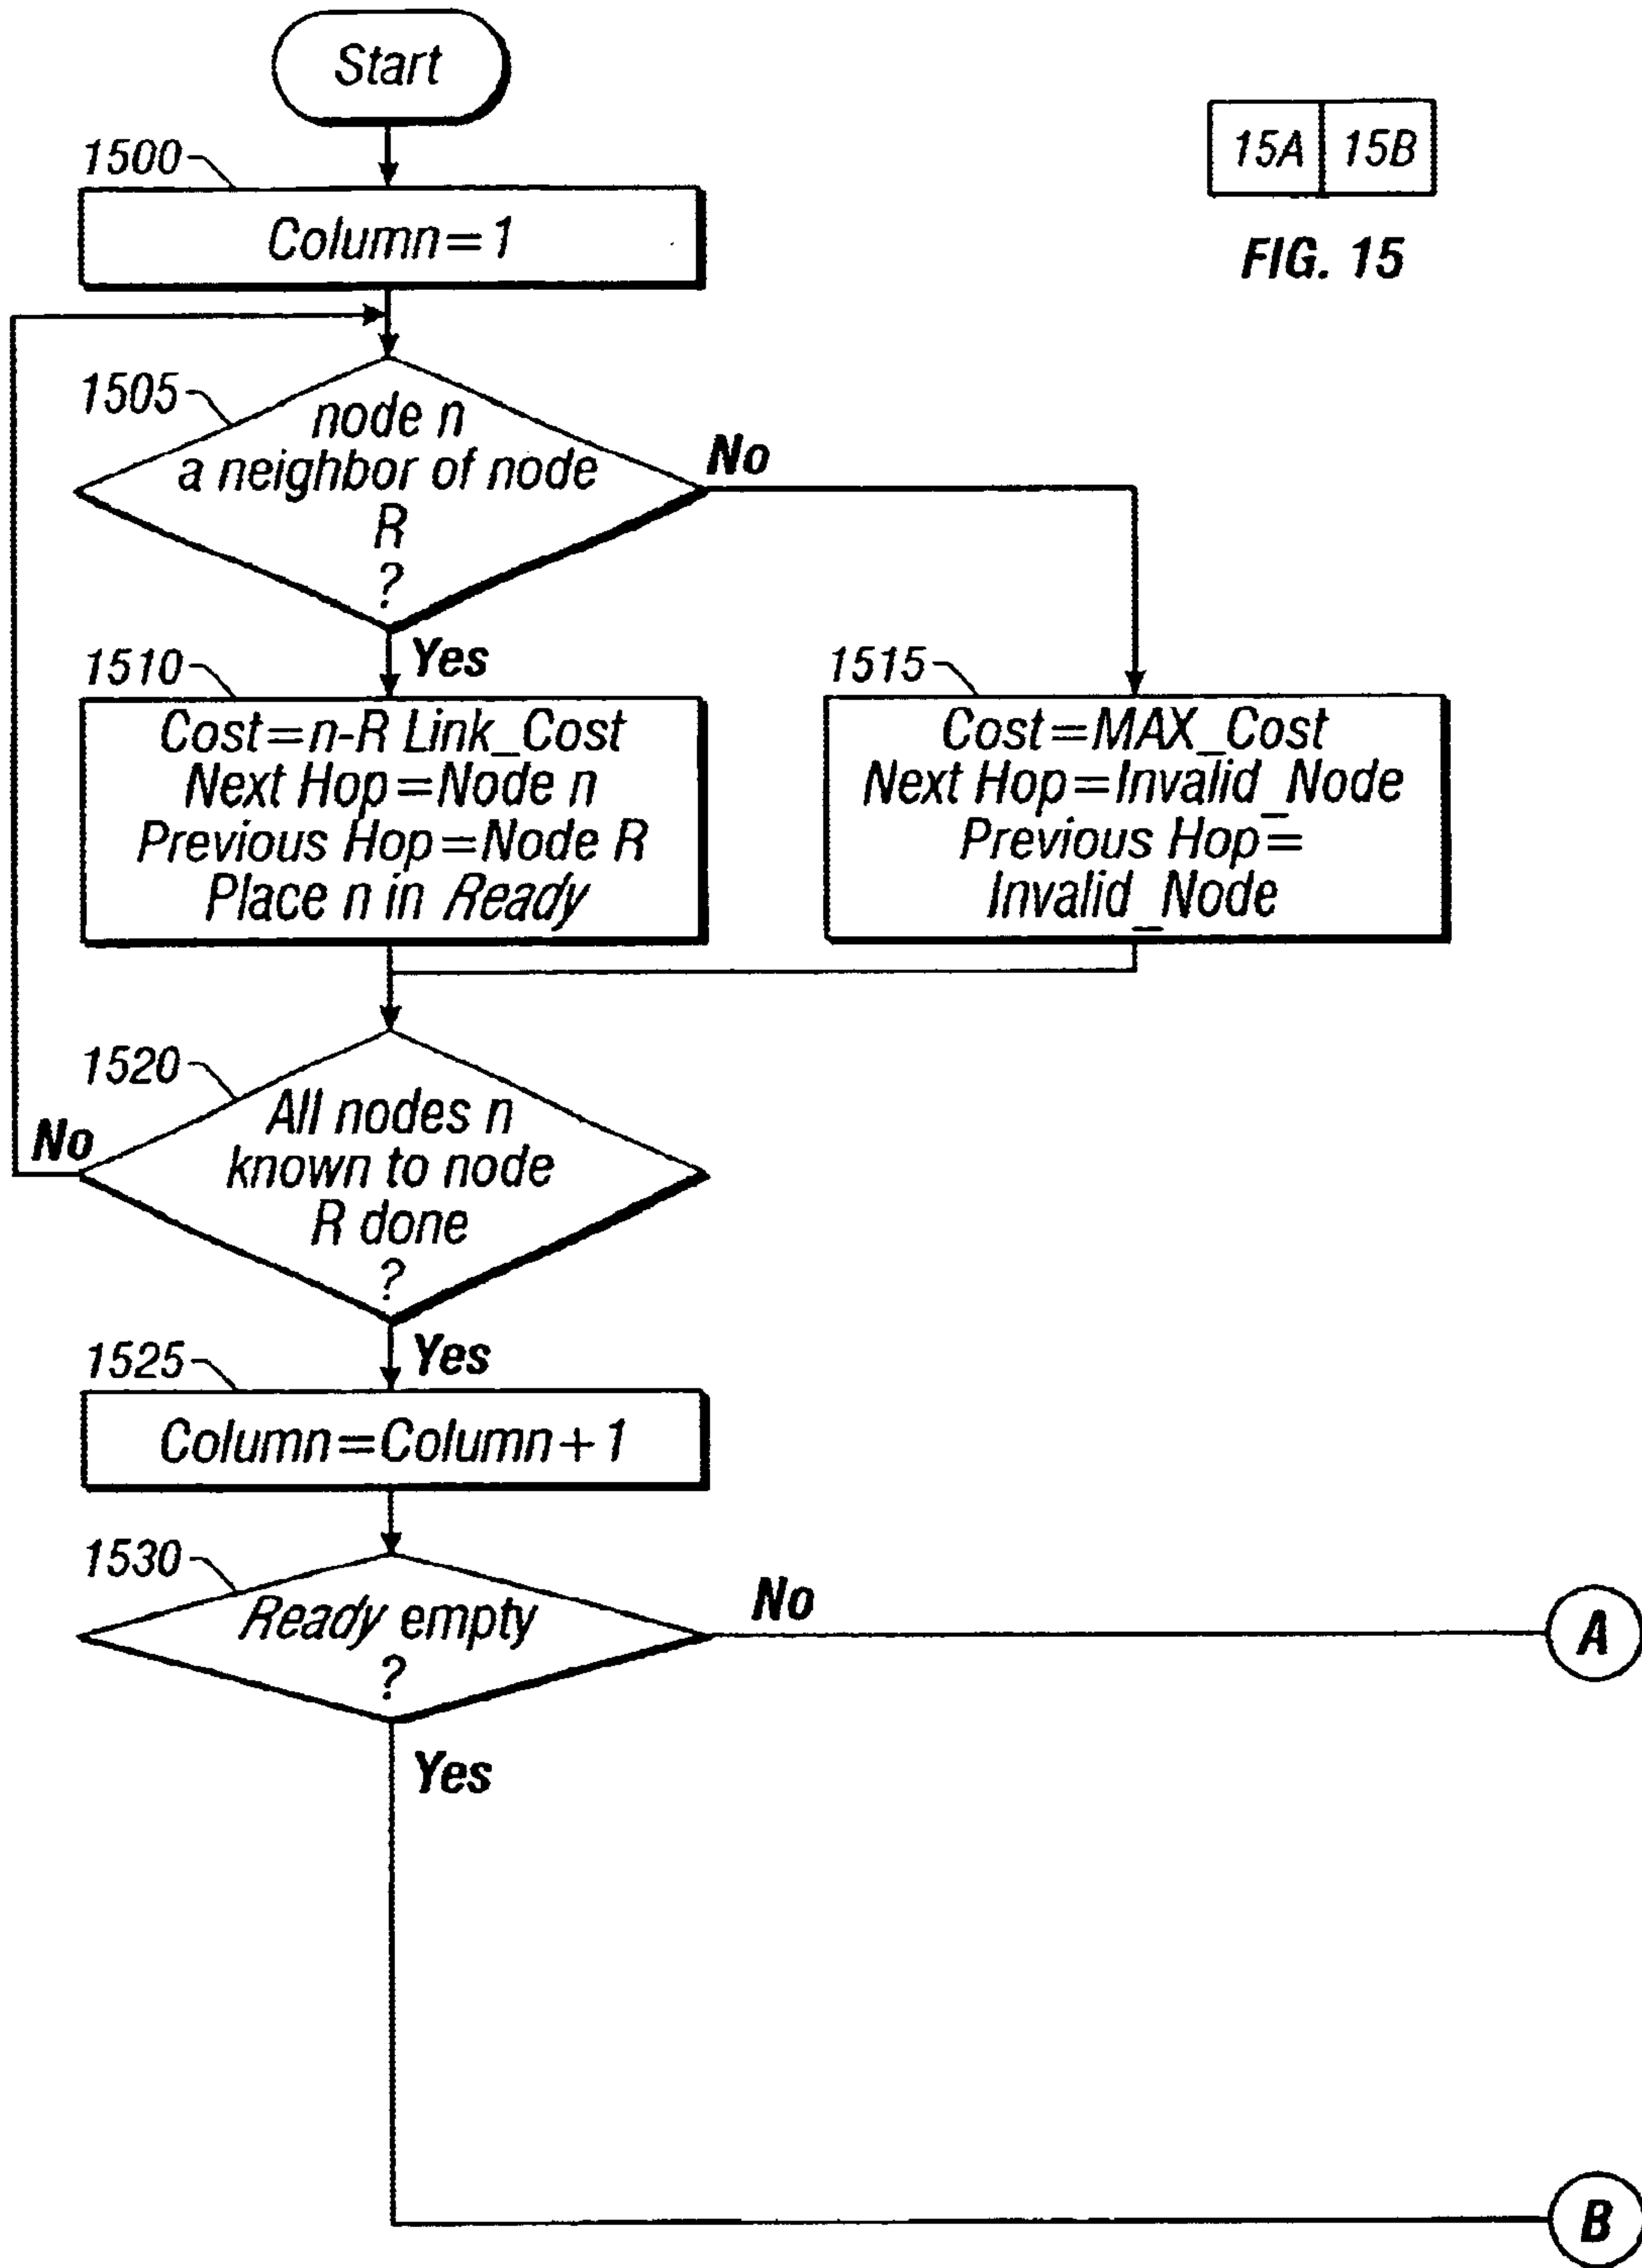 Start
15A 15B
FIG. 15
1500
Column=1
1505
node n
a neighbor of node
R
?
No
Yes
1510
Cost=n-R Link_Cost
Next Hop=Node n
Previous Hop=Node R
Place n in Ready
1515
Cost=MAX_Cost
Next Hop=Invalid_Node
Previous Hop=
Invalid_Node
1520
All nodes n
known to node
R done
?
No
Yes
1525
Column=Column+1
1530
Ready empty
?
No
A
Yes
B